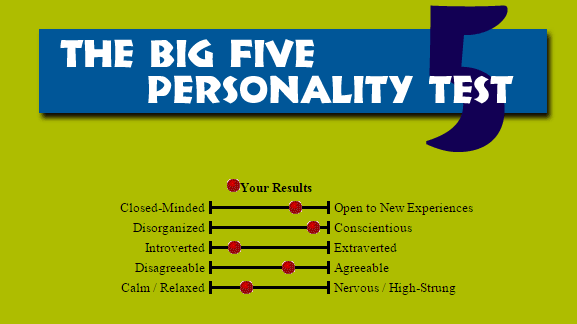 5
THE BIG FIVE
PERSONALITY TEST
Your Results
Closed-Minded Open to New Experiences
Disorganized Conscientious
Introverted Extraverted
Disagreeable Agreeable
Calm / Relaxed Nervous / High-Strung